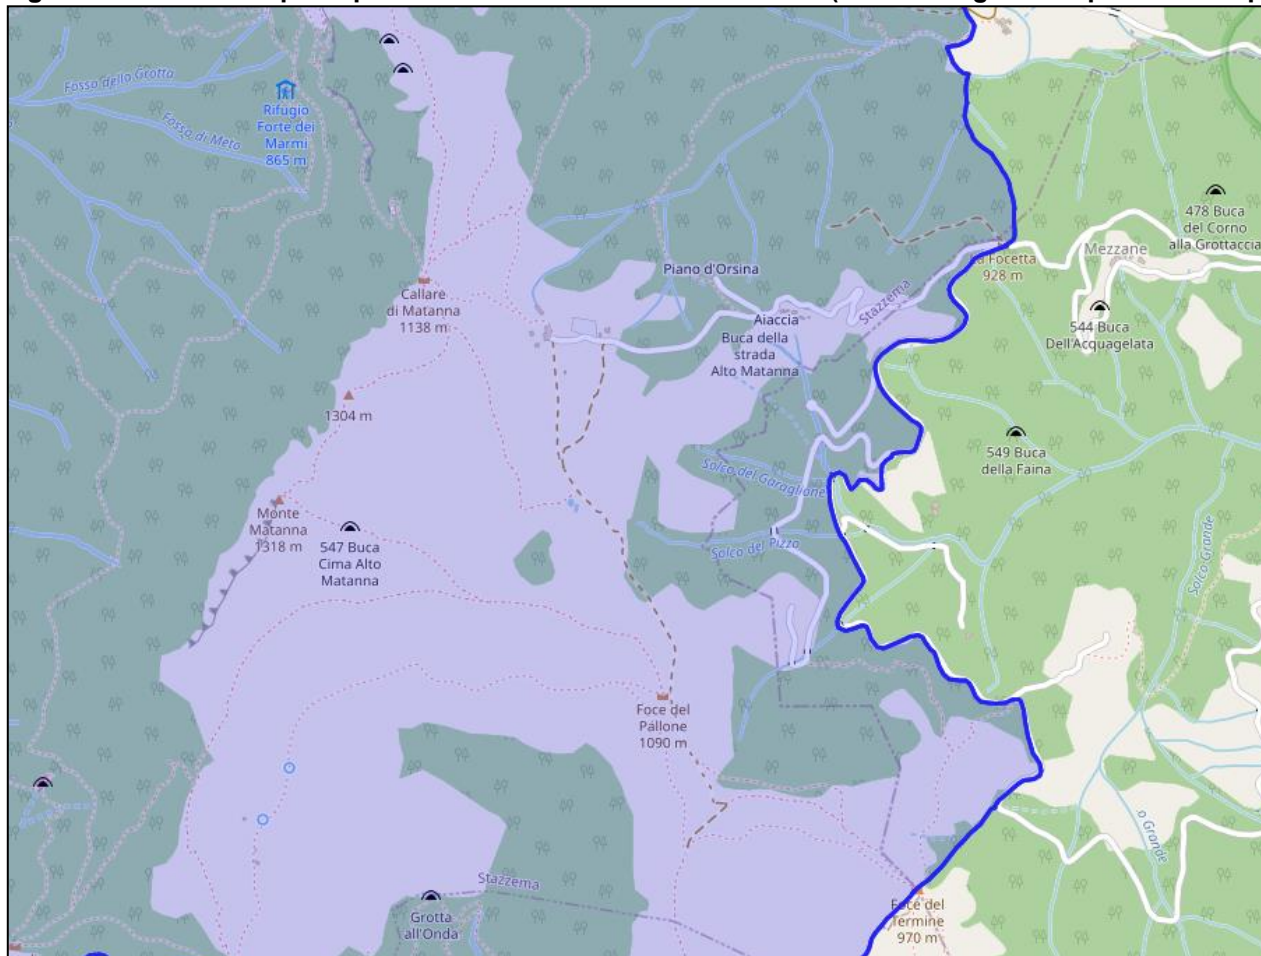 Fosso della Grotta
Rifugio
Forte dei
Marmi
865 m
Fosso di Meto
478 Buca
del Corno
alla Grottaccia
Mezzane
La Focetta
928 m
Piano d'Orsina
Stazzema
Callare
di Matanna
1138 m
Aiaccia
Buca della
strada
Alto Matanna
544 Buca
Dell'Acquagelata
1304 m
549 Buca
della Faina
Solco del Garaglione
Monte
Matanna
1318 m
547 Buca
Cima Alto
Matanna
Solco del Pizzo
Solco Grande
Foce del
Pallone
1090 m
o Grande
Stazzema
Grotta
all'Onda
Foce del
Termine
970 m